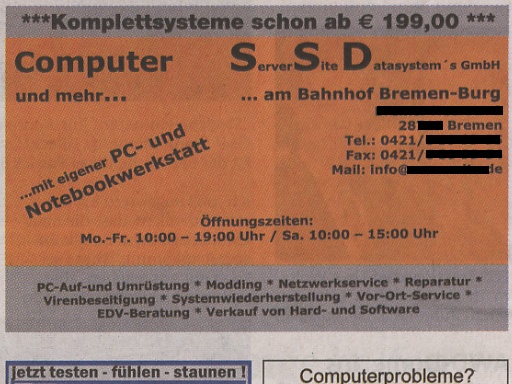 ***Komplettsysteme schon ab € 199,00 ***
Computer ServerSite Datasystem´s GmbH
und mehr... ... am Bahnhof Bremen-Burg
28 Bremen
Tel.: 0421/
Fax: 0421/
Mail: info@ de
...mit eigener PC- und
Notebookwerkstatt
Öffnungszeiten:
Mo.-Fr. 10:00 – 19:00 Uhr / Sa. 10:00 – 15:00 Uhr
PC-Auf-und Umrüstung * Modding * Netzwerkservice * Reparatur *
Virenbeseitigung * Systemwiederherstellung * Vor-Ort-Service *
EDV-Beratung * Verkauf von Hard- und Software
jetzt testen - fühlen - staunen !
Computerprobleme?